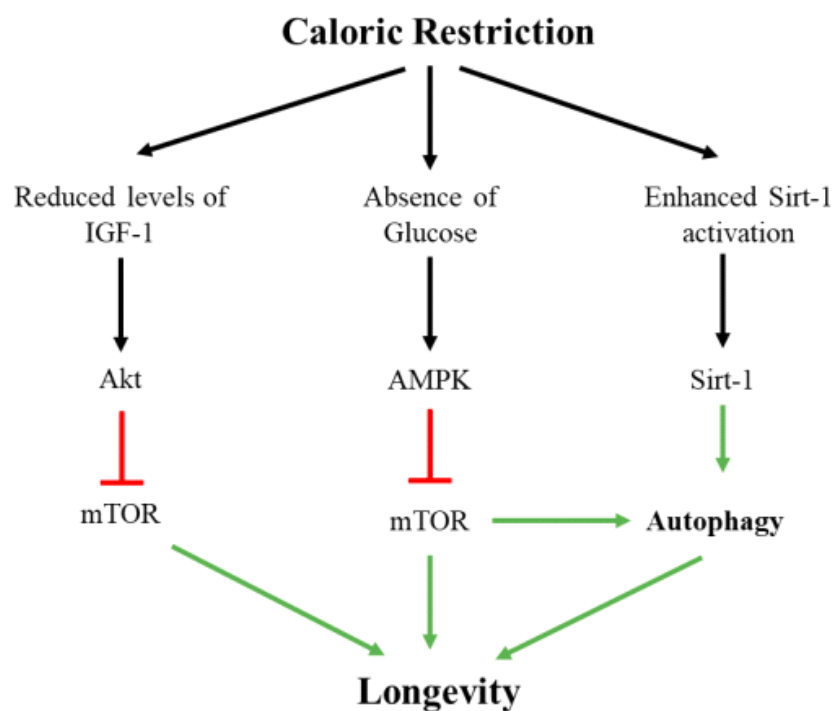 Caloric Restriction
Reduced levels of
IGF-1
Absence of
Glucose
Enhanced Sirt-1
activation
Akt
AMPK
Sirt-1
mTOR
mTOR
Autophagy
Longevity